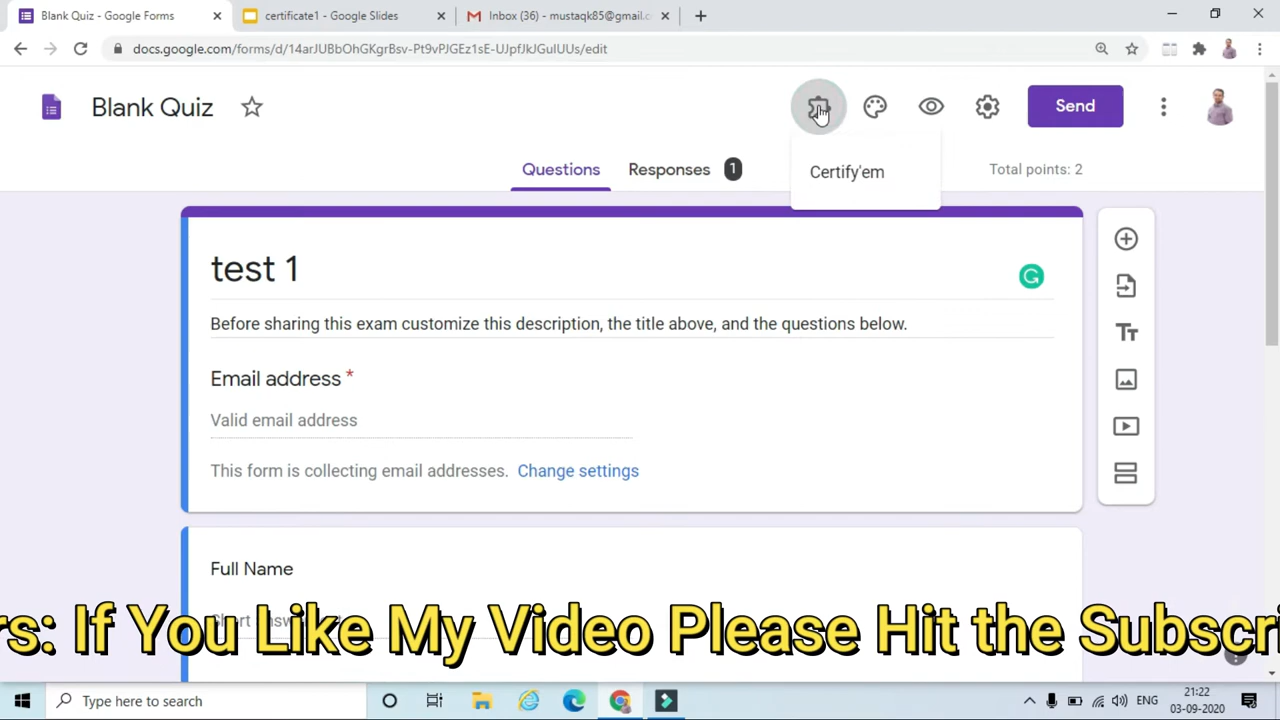 Blank Quiz - Google Forms
certificate1 - Google Slides
Inbox (36) - mustaqk85@gmail.c
docs.google.com/forms/d/14arJUBbOhGKgrBsv-Pt9vPJGEz1sE-UJpfJkJGuIUUs/edit
Blank Quiz
Send
Certify'em
Questions
Responses 1
Total points: 2
test 1
Before sharing this exam customize this description, the title above, and the questions below.
Email address *
Valid email address
This form is collecting email addresses. Change settings
Full Name
rs: If You Like My Video Please Hit the Subscri
Type here to search
ENG
21:22
03-09-2020